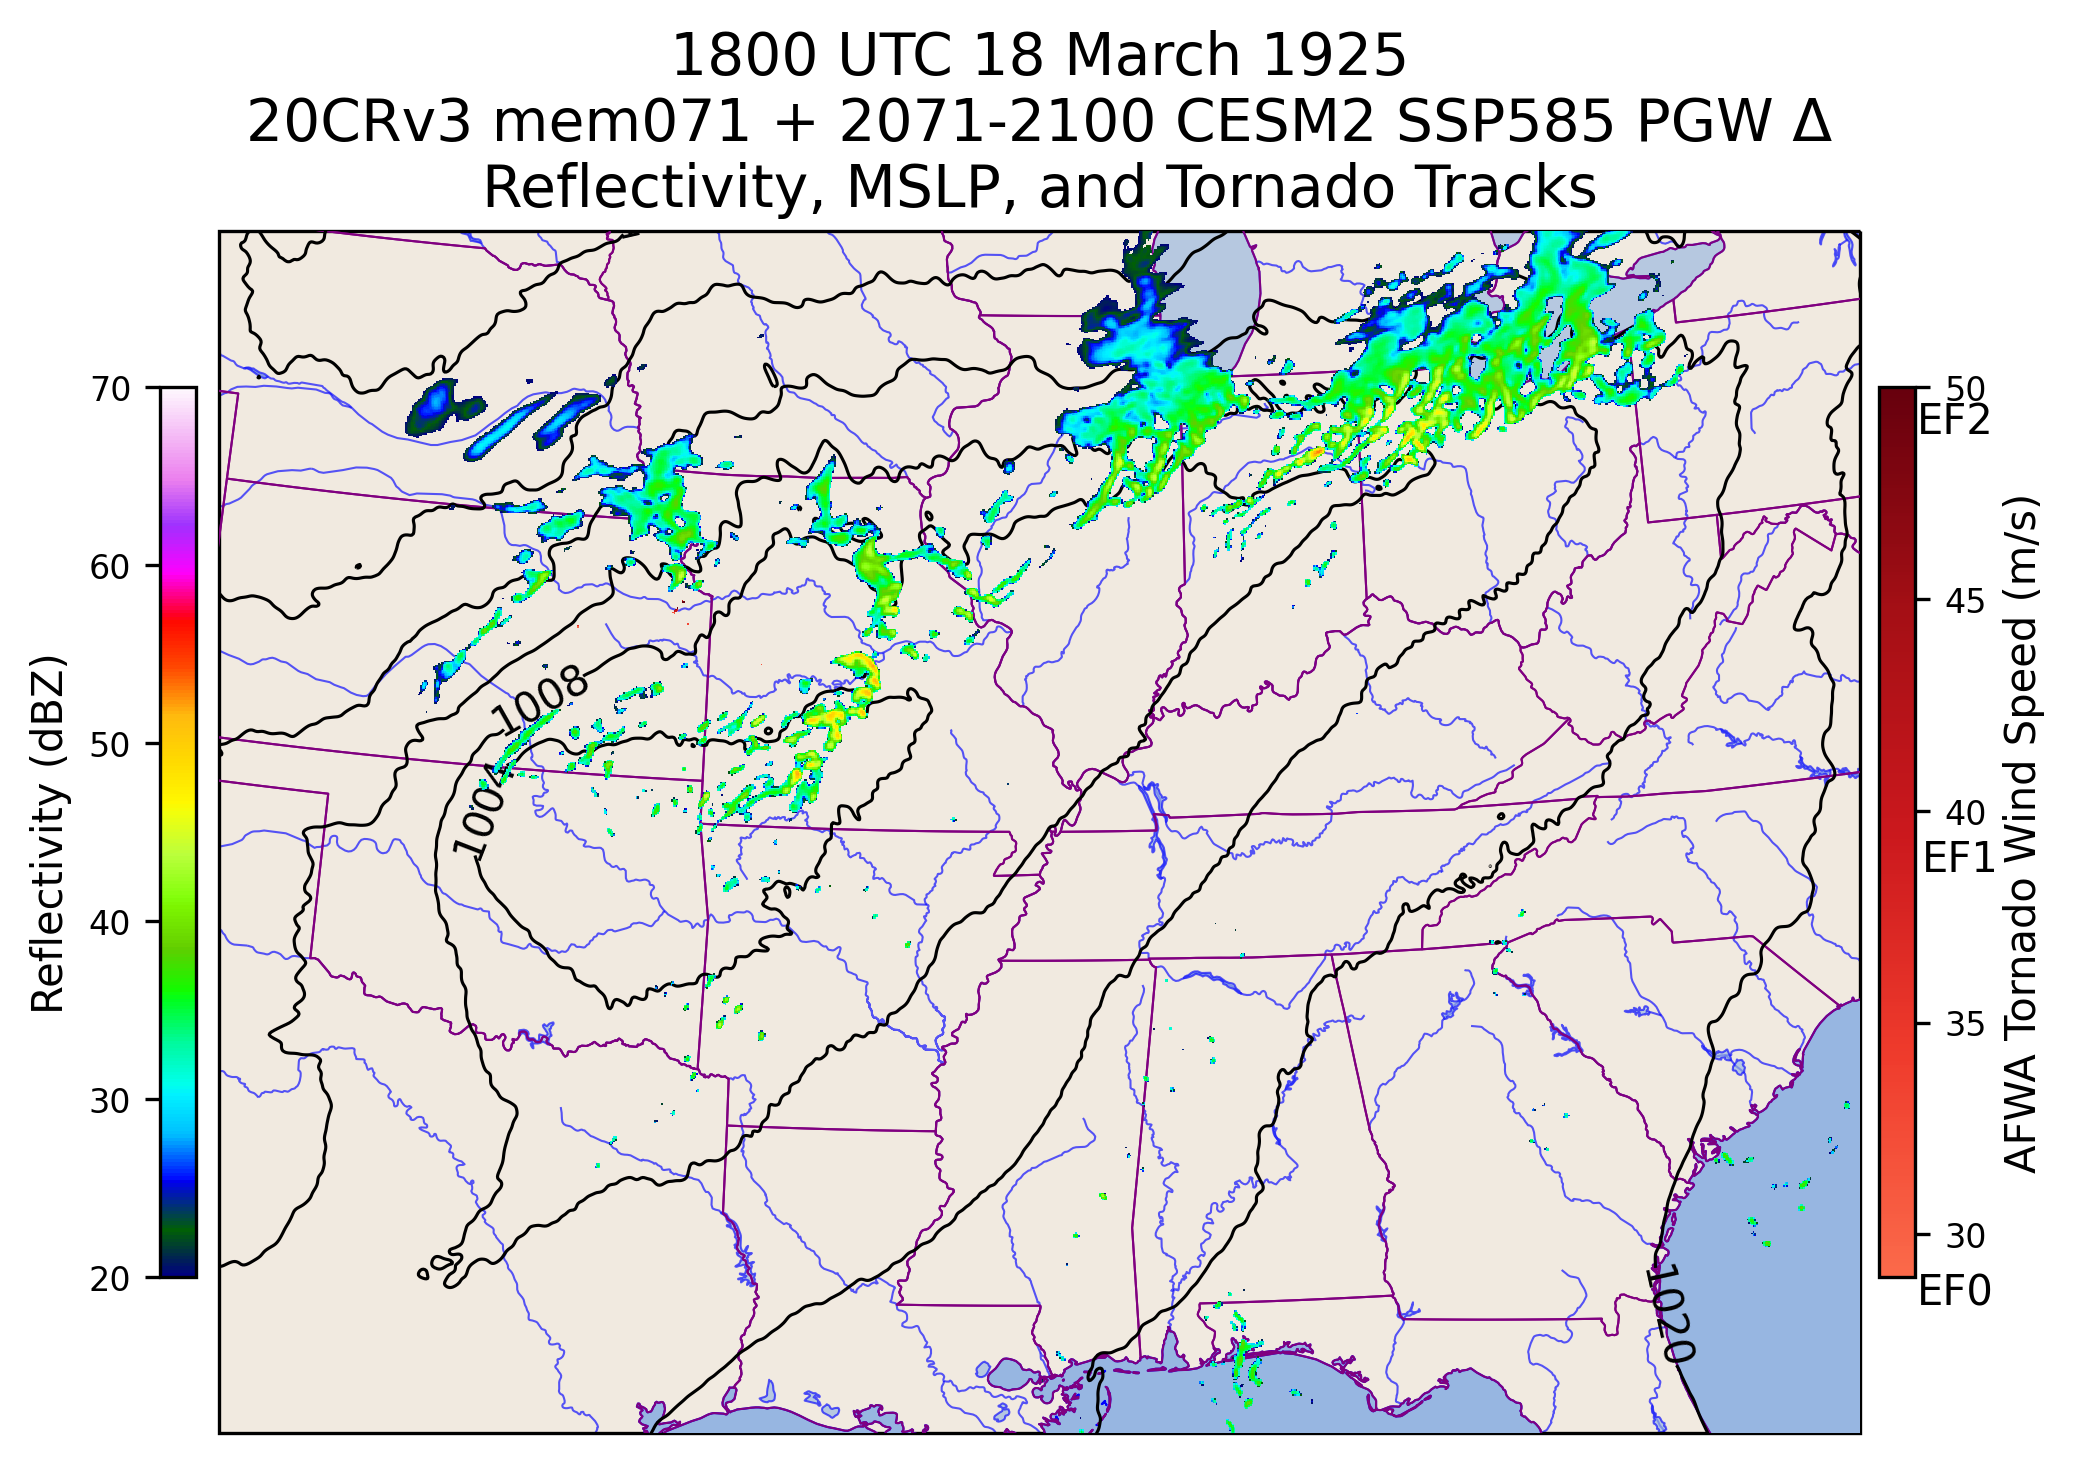 1800 UTC 18 March 1925
20CRv3 mem071 + 2071-2100 CESM2 SSP585 PGW Δ
Reflectivity, MSLP, and Tornado Tracks
70
60
50
40
30
20
Reflectivity (dBZ)
1008
1004
1020
50
EF2
45
40
EF1
35
30
EF0
AFWA Tornado Wind Speed (m/s)